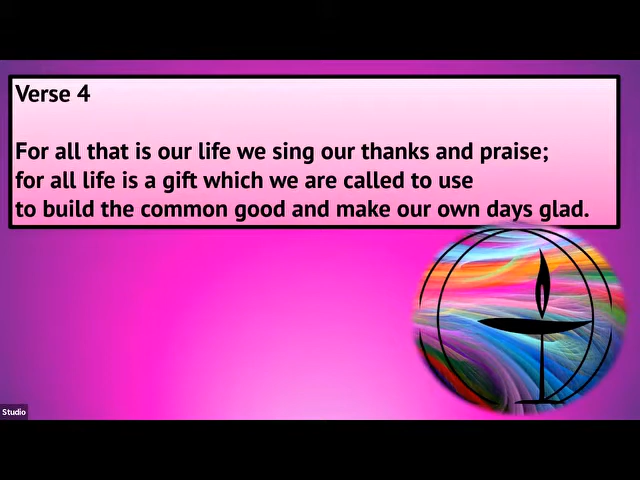 Verse 4
For all that is our life we sing our thanks and praise;
for all life is a gift which we are called to use
to build the common good and make our own days glad.
Studio